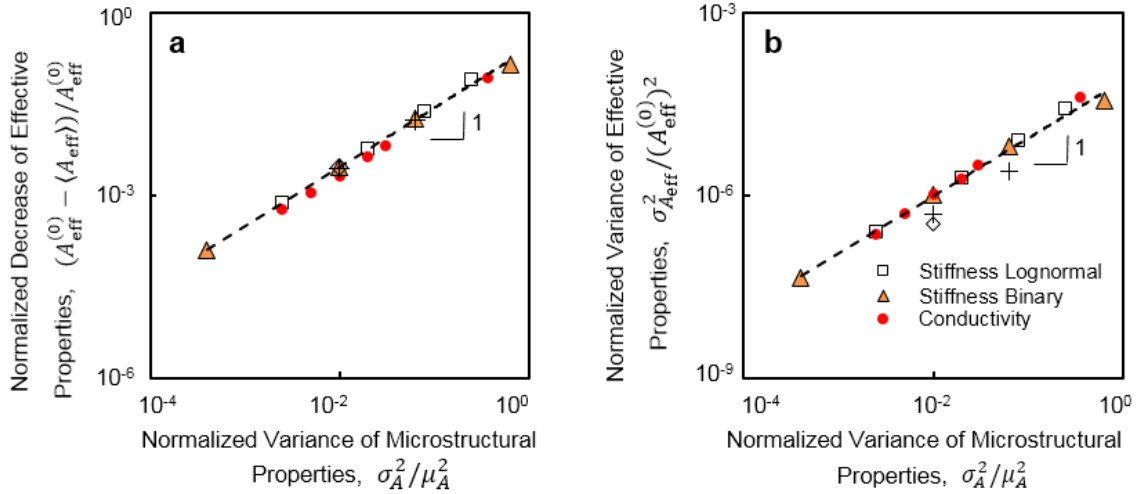 Normalized Decrease of Effective
Properties, (A_eff^(0) − ⟨A_eff⟩)/A_eff^(0)
10^0
10^-3
10^-6
a
1
10^-4
10^-2
10^0
Normalized Variance of Microstructural
Properties, σ_A^2/μ_A^2
Normalized Variance of Effective
Properties, σ_{A_eff}^2/(A_eff^(0))^2
10^-3
10^-6
10^-9
b
1
Stiffness Lognormal
Stiffness Binary
Conductivity
10^-4
10^-2
10^0
Normalized Variance of Microstructural
Properties, σ_A^2/μ_A^2